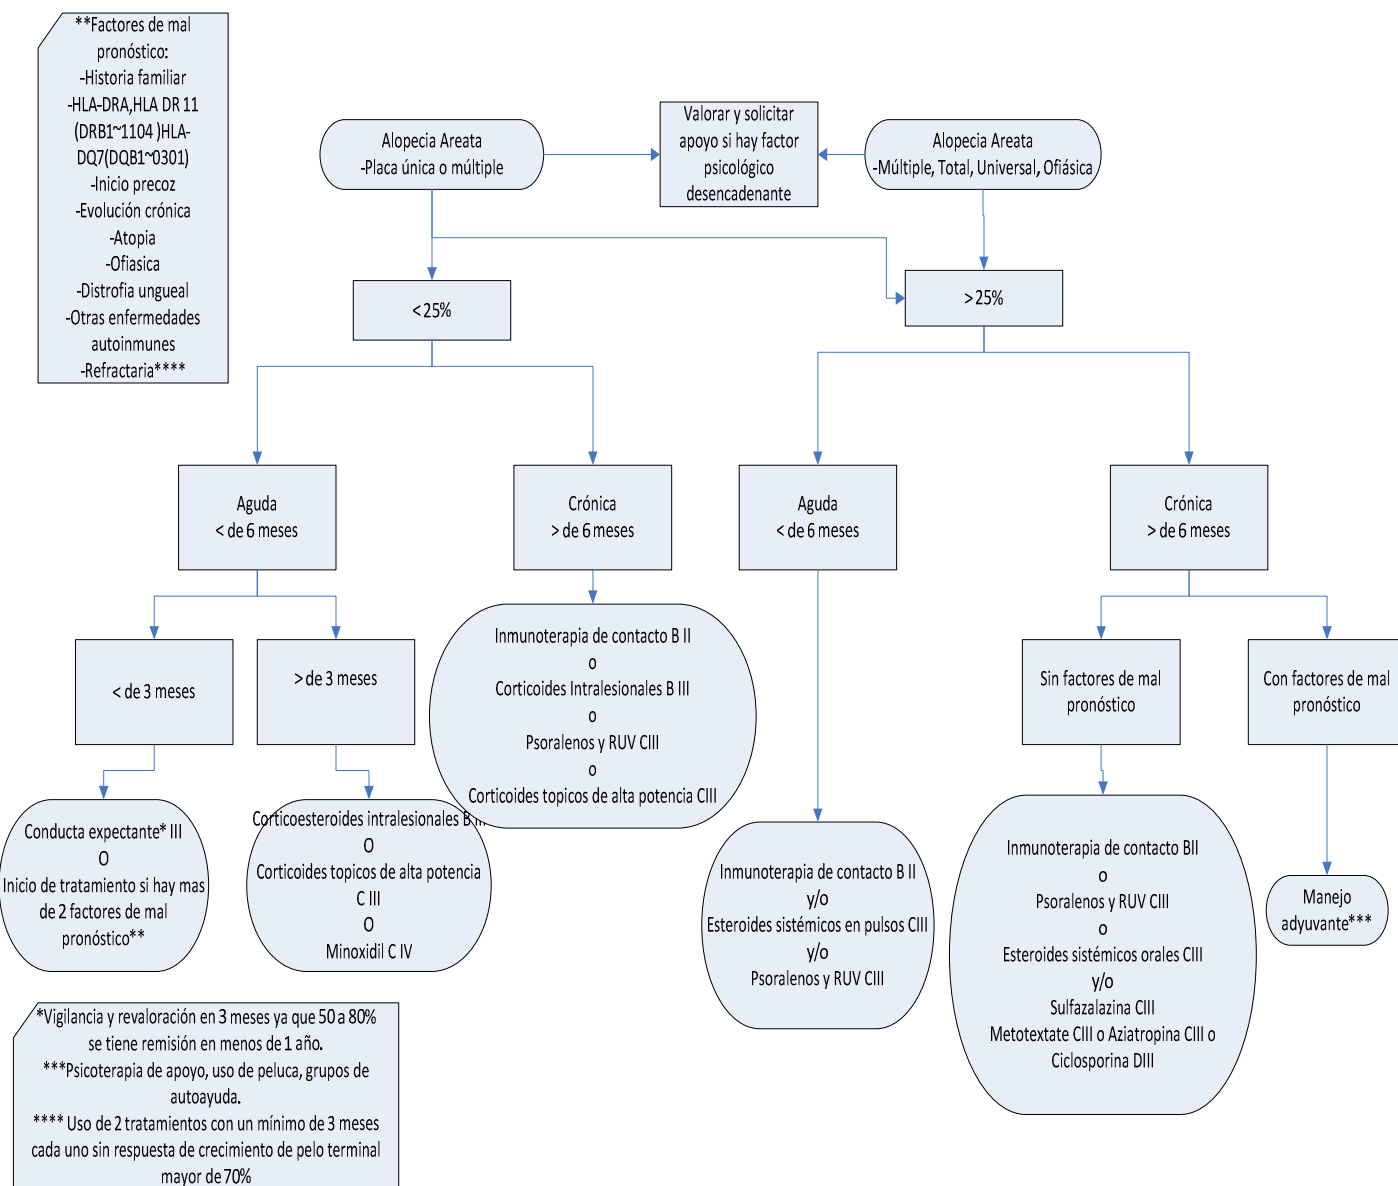 **Factores de mal
pronóstico:
-Historia familiar
-HLA-DRA,HLA DR 11
(DRB1~1104 )HLA-
DQ7(DQB1~0301)
-Inicio precoz
-Evolución crónica
-Atopia
-Ofiasica
-Distrofia ungueal
-Otras enfermedades
autoinmunes
-Refractaria****
Alopecia Areata
-Placa única o múltiple
Valorar y solicitar
apoyo si hay factor
psicológico
desencadenante
Alopecia Areata
-Múltiple, Total, Universal, Ofiásica
< 25%
> 25%
Aguda
< de 6 meses
Crónica
> de 6 meses
Aguda
< de 6 meses
Crónica
> de 6 meses
< de 3 meses
> de 3 meses
Inmunoterapia de contacto B II
o
Corticoides Intralesionales B III
o
Psoralenos y RUV CIII
o
Corticoides topicos de alta potencia CIII
Sin factores de mal
pronóstico
Con factores de mal
pronóstico
Conducta expectante* III
O
Inicio de tratamiento si hay mas
de 2 factores de mal
pronóstico**
Corticoesteroides intralesionales B
O
Corticoides topicos de alta potencia
C III
O
Minoxidil C IV
Inmunoterapia de contacto B II
y/o
Esteroides sistémicos en pulsos CIII
y/o
Psoralenos y RUV CIII
Inmunoterapia de contacto BII
o
Psoralenos y RUV CIII
o
Esteroides sistémicos orales CIII
y/o
Sulfazalazina CIII
Metotextate CIII o Aziatropina CIII o
Ciclosporina DIII
Manejo
adyuvante***
*Vigilancia y revaloración en 3 meses ya que 50 a 80%
se tiene remisión en menos de 1 año.
***Psicoterapia de apoyo, uso de peluca, grupos de
autoayuda.
**** Uso de 2 tratamientos con un mínimo de 3 meses
cada uno sin respuesta de crecimiento de pelo terminal
mayor de 70%